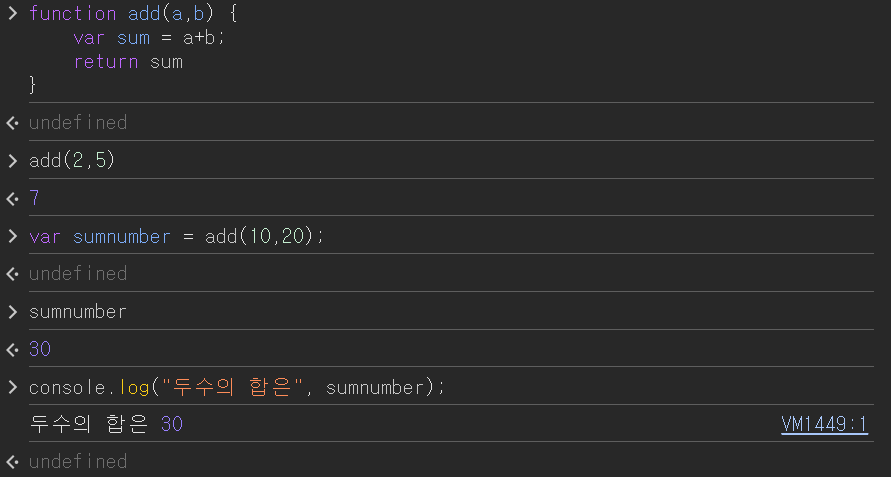 function add(a,b) {
    var sum = a+b;
    return sum
}
undefined
add(2,5)
7
var sumnumber = add(10,20);
undefined
sumnumber
30
console.log("두수의 합은", sumnumber);
두수의 합은 30 VM1449:1
undefined